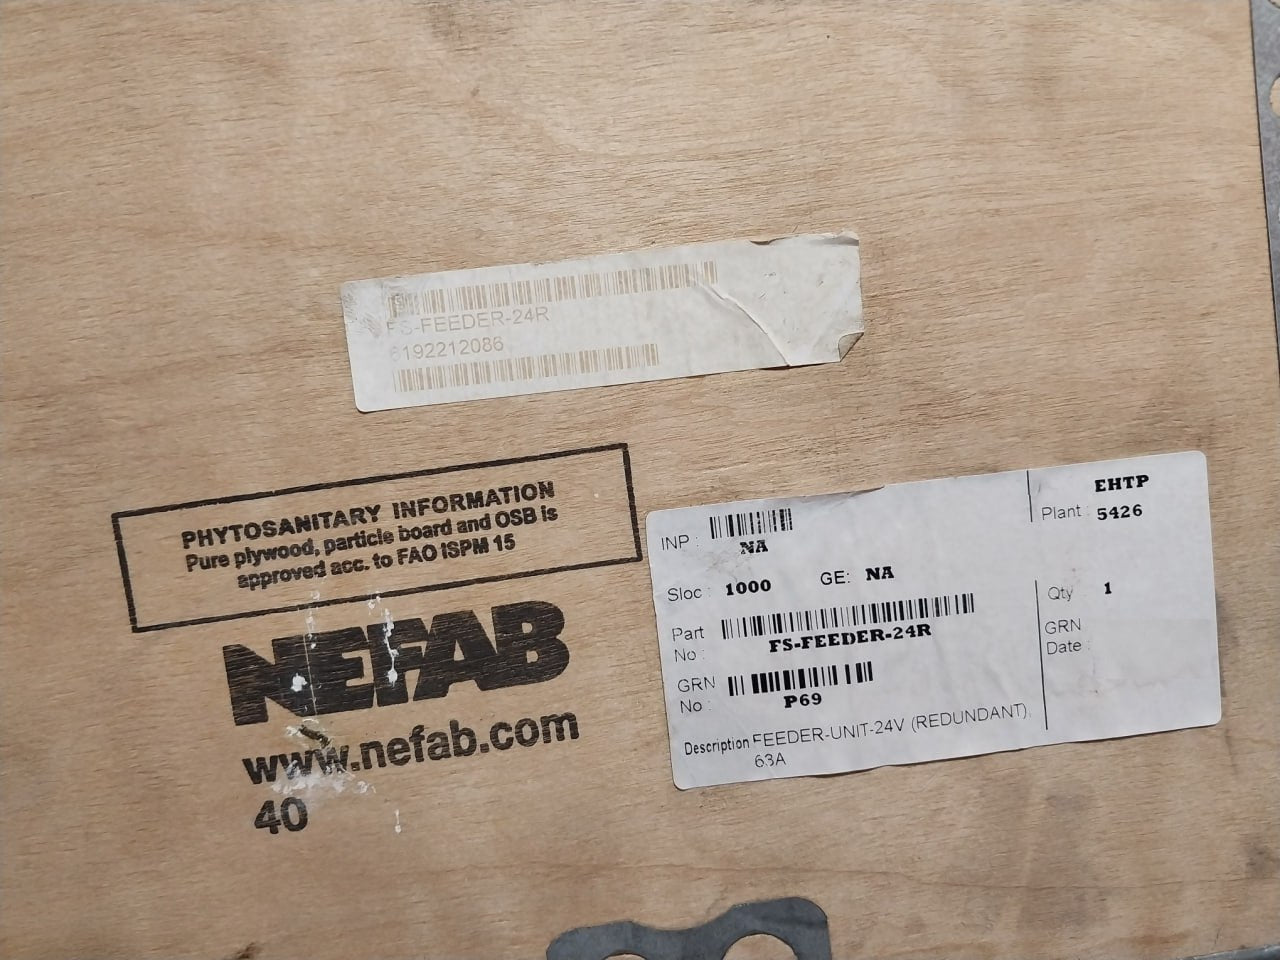 FS-FEEDER-24R
6192212086
PHYTOSANITARY INFORMATION
Pure plywood, particle board and OSB is
approved acc. to FAO ISPM 15
NEFAB
www.nefab.com
40
EHTP
INP : NA
Plant : 5426
Sloc : 1000 GE: NA
Qty : 1
Part No : FS-FEEDER-24R
GRN Date :
GRN No : P69
Description FEEDER-UNIT-24V (REDUNDANT),
63A